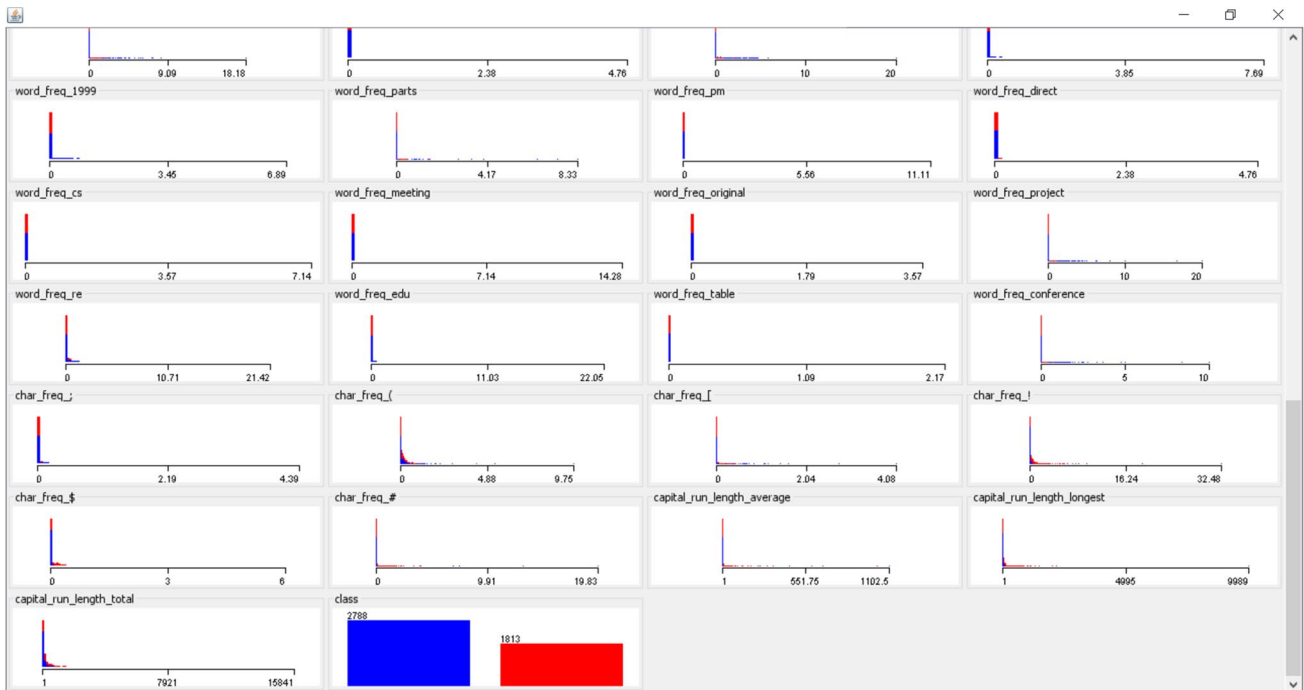 0 9.09 18.18 0 2.38 4.76 0 10 20 0 3.85 7.69
word_freq_1999 word_freq_parts word_freq_pm word_freq_direct
0 3.45 6.89 0 4.17 8.33 0 5.56 11.11 0 2.38 4.76
word_freq_cs word_freq_meeting word_freq_original word_freq_project
0 3.57 7.14 0 7.14 14.28 0 1.79 3.57 0 10 20
word_freq_re word_freq_edu word_freq_table word_freq_conference
0 10.71 21.42 0 11.03 22.05 0 1.09 2.17 0 5 10
char_freq_; char_freq_( char_freq_[ char_freq_!
0 2.19 4.39 0 4.88 9.75 0 2.04 4.08 0 16.24 32.48
char_freq_$ char_freq_# capital_run_length_average capital_run_length_longest
0 3 6 0 9.91 19.83 1 551.75 1102.5 1 4995 9989
capital_run_length_total class
2788
1813
1 7921 15841